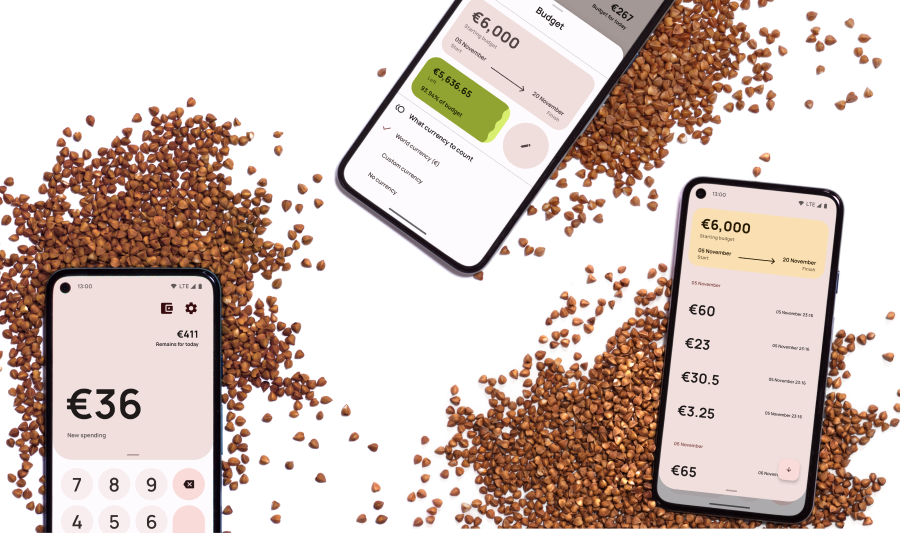 13:00
LTE
€411
Remains for today
€36
New spending
7 8 9
4 5 6
€267
Budget for today
Budget
€6,000
Starting budget
05 November
Start
20 November
Finish
€5,636.65
Left
93.94% of budget
What currency to count
World currency (€)
Custom currency
No currency
13:00
LTE
€6,000
Starting budget
05 November
Start
20 November
Finish
05 November
€60
05 November 23:16
€23
05 November 20:16
€30.5
05 November 20:16
€3.25
05 November 23:16
05 November
€65
05 Novem